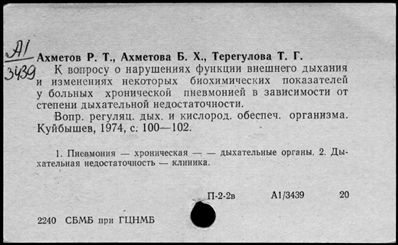 А1/3439
Ахметов Р. Т., Ахметова Б. Х., Терегулова Т. Г.
К вопросу о нарушениях функции внешнего дыхания
и изменениях некоторых биохимических показателей
у больных хронической пневмонией в зависимости от
степени дыхательной недостаточности.
Вопр. регуляц. дых. и кислород. обеспеч. организма.
Куйбышев, 1974, с. 100—102.
1. Пневмония — хроническая — — дыхательные органы. 2. Ды-
хательная недостаточность — клиника.
П-2-2в А1/3439 20
2240 СБМБ при ГЦНМБ